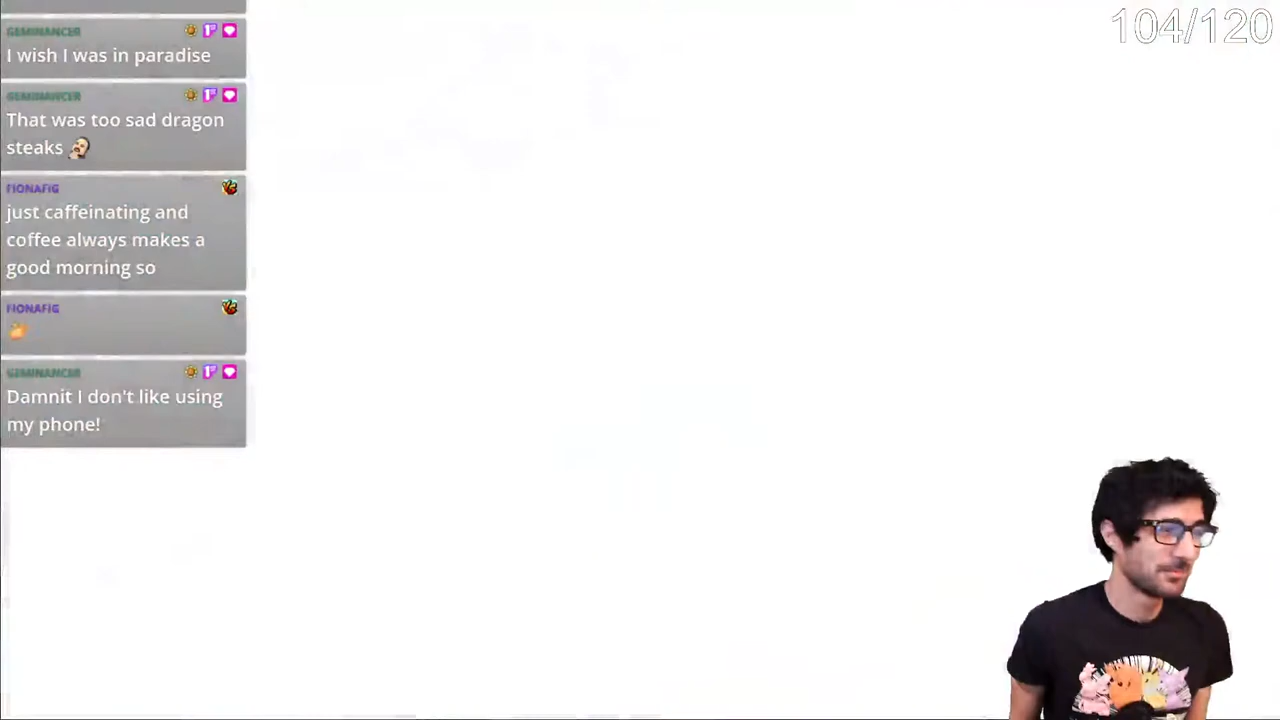 104/120
GEMINANCER
I wish I was in paradise
GEMINANCER
That was too sad dragon
steaks
FIONAFIG
just caffeinating and
coffee always makes a
good morning so
FIONAFIG
GEMINANCER
Damnit I don't like using
my phone!